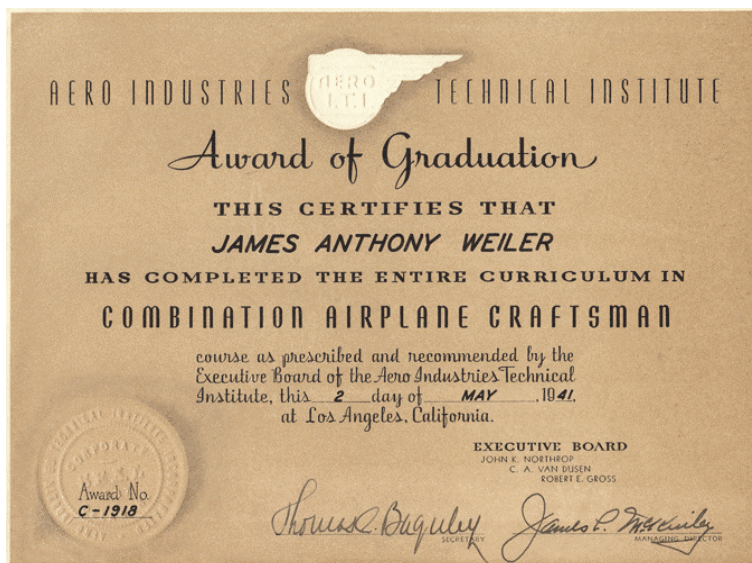 AERO INDUSTRIES AERO I.T.I. TECHNICAL INSTITUTE
Award of Graduation
THIS CERTIFIES THAT
JAMES ANTHONY WEILER
HAS COMPLETED THE ENTIRE CURRICULUM IN
COMBINATION AIRPLANE CRAFTSMAN
course as prescribed and recommended by the
Executive Board of the Aero Industries Technical
Institute, this 2 day of MAY, 1941,
at Los Angeles, California.
EXECUTIVE BOARD
JOHN K. NORTHROP
C. A. VAN DUSEN
ROBERT E. GROSS
CORPORATE
Award No.
C-1918
Thomas C. Baguley
SECRETARY
James L. McKinley
MANAGING DIRECTOR